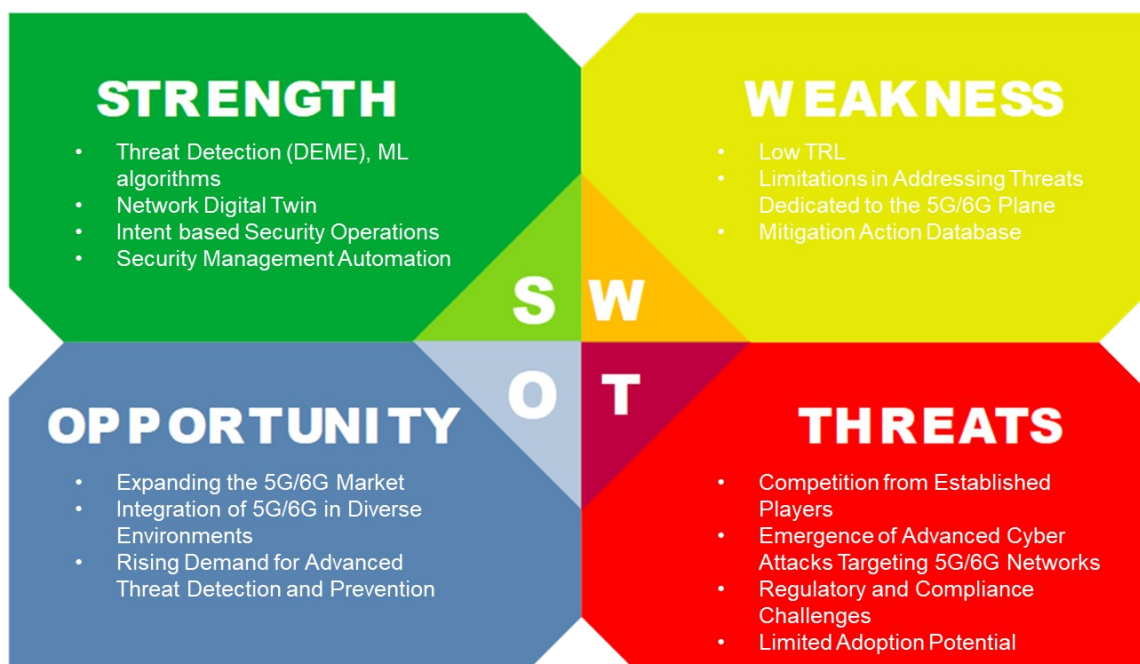 STRENGTH
• Threat Detection (DEME), ML
algorithms
• Network Digital Twin
• Intent based Security Operations
• Security Management Automation
WEAKNESS
• Low TRL
• Limitations in Addressing Threats
Dedicated to the 5G/6G Plane
• Mitigation Action Database
S W
O T
OPPORTUNITY
• Expanding the 5G/6G Market
• Integration of 5G/6G in Diverse
Environments
• Rising Demand for Advanced
Threat Detection and Prevention
THREATS
• Competition from Established
Players
• Emergence of Advanced Cyber
Attacks Targeting 5G/6G Networks
• Regulatory and Compliance
Challenges
• Limited Adoption Potential